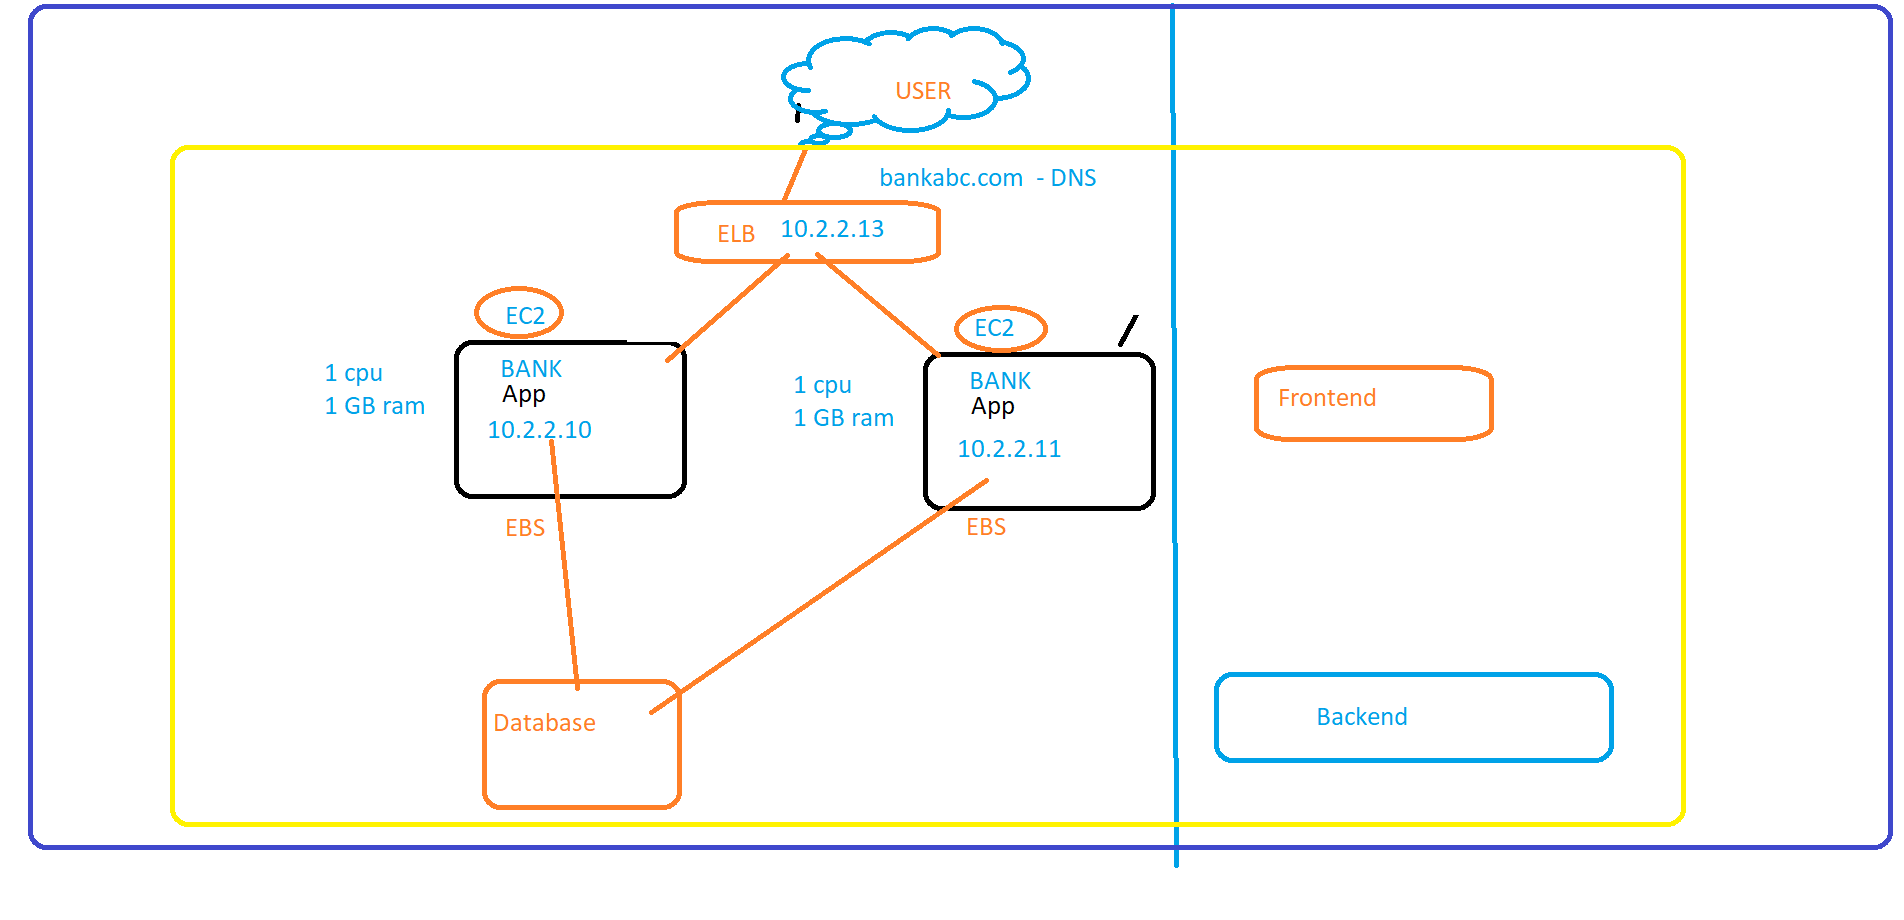 USER
bankabc.com - DNS
ELB 10.2.2.13
EC2
BANK
App
10.2.2.10
1 cpu
1 GB ram
EBS
EC2
BANK
App
10.2.2.11
1 cpu
1 GB ram
EBS
Database
Frontend
Backend